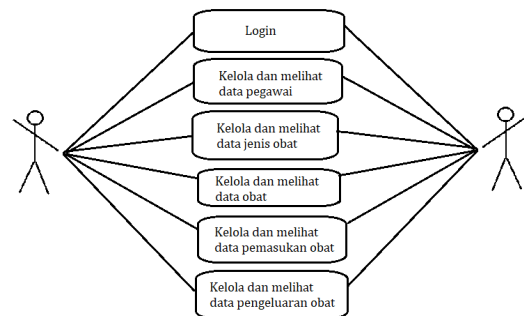 Login
Kelola dan melihat
data pegawai
Kelola dan melihat
data jenis obat
Kelola dan melihat
data obat
Kelola dan melihat
data pemasukan obat
Kelola dan melihat
data pengeluaran obat